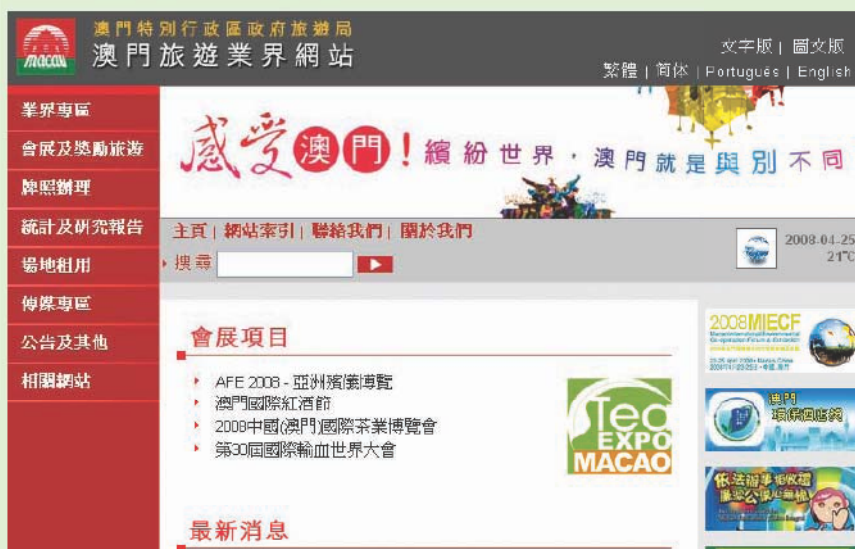 澳門特別行政區政府旅遊局
澳門旅遊業界網站
macau
文字版 | 圖文版
繁體 | 简体 | Português | English
業界專區
會展及獎勵旅遊
牌照辦理
統計及研究報告
場地租用
傳媒專區
公告及其他
相關網站
感受澳門！繽紛世界，澳門就是與別不同
主頁 | 網站索引 | 聯絡我們 | 關於我們
搜尋
2008-04-25
21°C
會展項目
AFE 2008 - 亞洲殯儀博覽
澳門國際紅酒節
2008中國(澳門)國際茶業博覽會
第30屆國際輸血世界大會
Tea
EXPO
MACAO
2008MIECF
澳門
環保酒店獎
最新消息